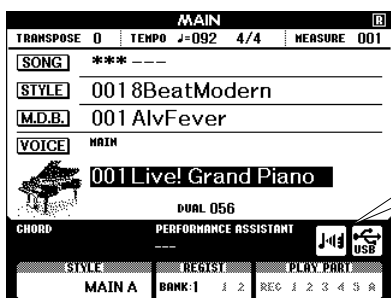 MAIN R
TRANSPOSE 0 TEMPO ♩=092 4/4 MEASURE 001
SONG *** ---
STYLE 001 8BeatModern
M.D.B. 001 AlvFever
VOICE MAIN
001 Live! Grand Piano
DUAL 056
CHORD PERFORMANCE ASSISTANT
--- USB
STYLE REGIST PLAY PART
MAIN A BANK:1 1 2 REC 1 2 3 4 5 A